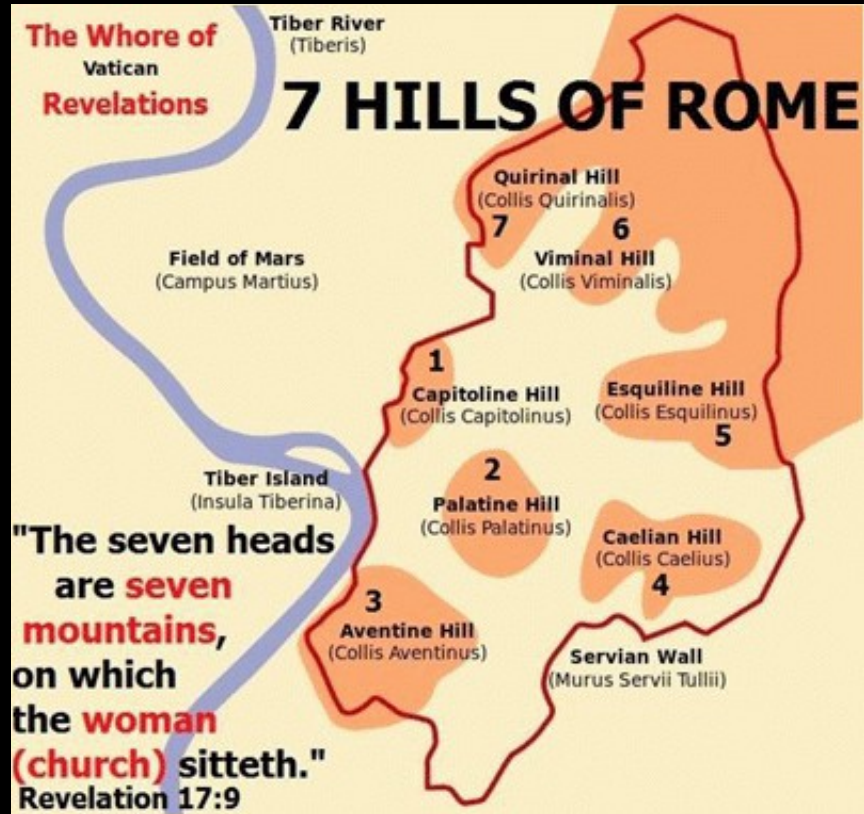 The Whore of
Vatican
Revelations
Tiber River
(Tiberis)
7 HILLS OF ROME
Quirinal Hill
(Collis Quirinalis)
7
6
Viminal Hill
(Collis Viminalis)
Field of Mars
(Campus Martius)
1
Capitoline Hill
(Collis Capitolinus)
Esquiline Hill
(Collis Esquilinus)
5
2
Palatine Hill
(Collis Palatinus)
Tiber Island
(Insula Tiberina)
Caelian Hill
(Collis Caelius)
4
3
Aventine Hill
(Collis Aventinus)
Servian Wall
(Murus Servii Tullii)
"The seven heads
are seven
mountains,
on which
the woman
(church) sitteth."
Revelation 17:9